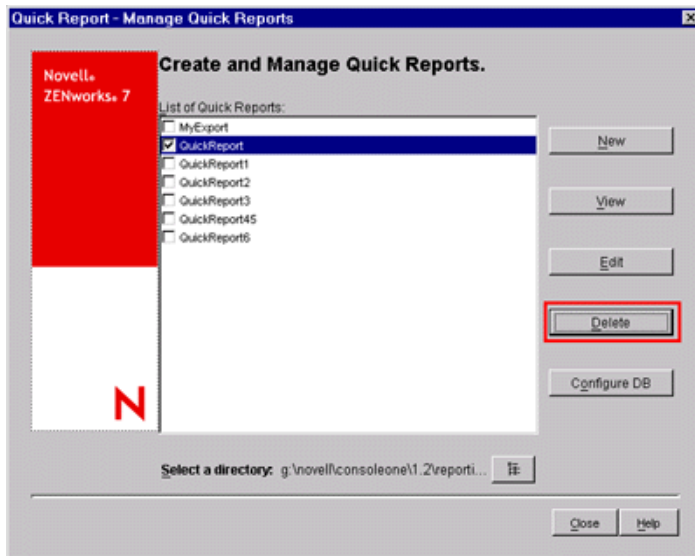 Quick Report - Manage Quick Reports
Novell®
ZENworks® 7
Create and Manage Quick Reports.
List of Quick Reports:
MyExport
QuickReport
QuickReport1
QuickReport2
QuickReport3
QuickReport45
QuickReport6
New
View
Edit
Delete
Configure DB
N
Select a directory: g:\novell\consoleone\1.2\reporti...
Close
Help